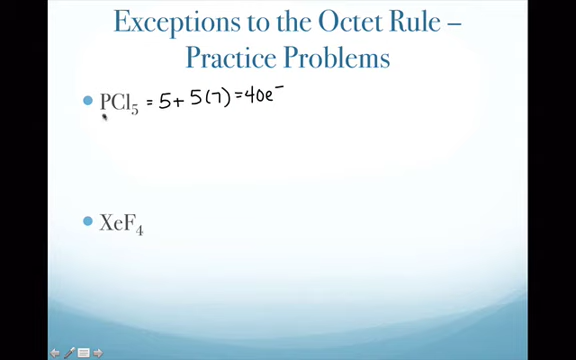 Exceptions to the Octet Rule –
Practice Problems
• PCl₅ = 5 + 5(7) = 40e⁻
• XeF₄